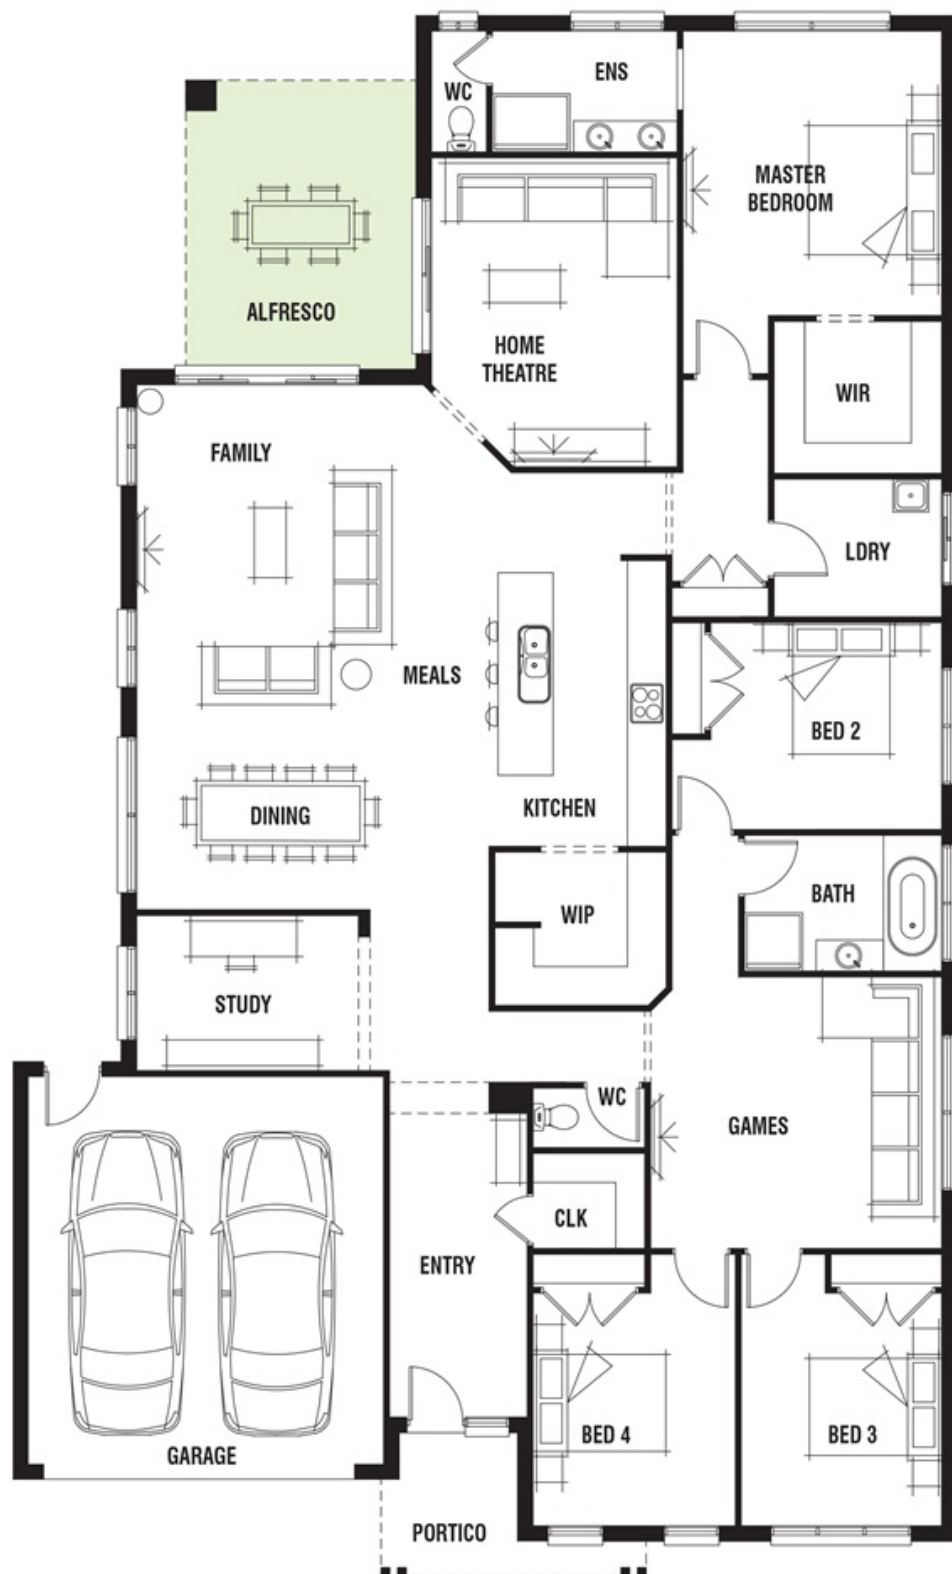 ENS
WC
MASTER
BEDROOM
ALFRESCO
HOME
THEATRE
WIR
FAMILY
LDRY
MEALS
BED 2
DINING
KITCHEN
BATH
WIP
STUDY
WC
GAMES
CLK
ENTRY
BED 4
BED 3
GARAGE
PORTICO